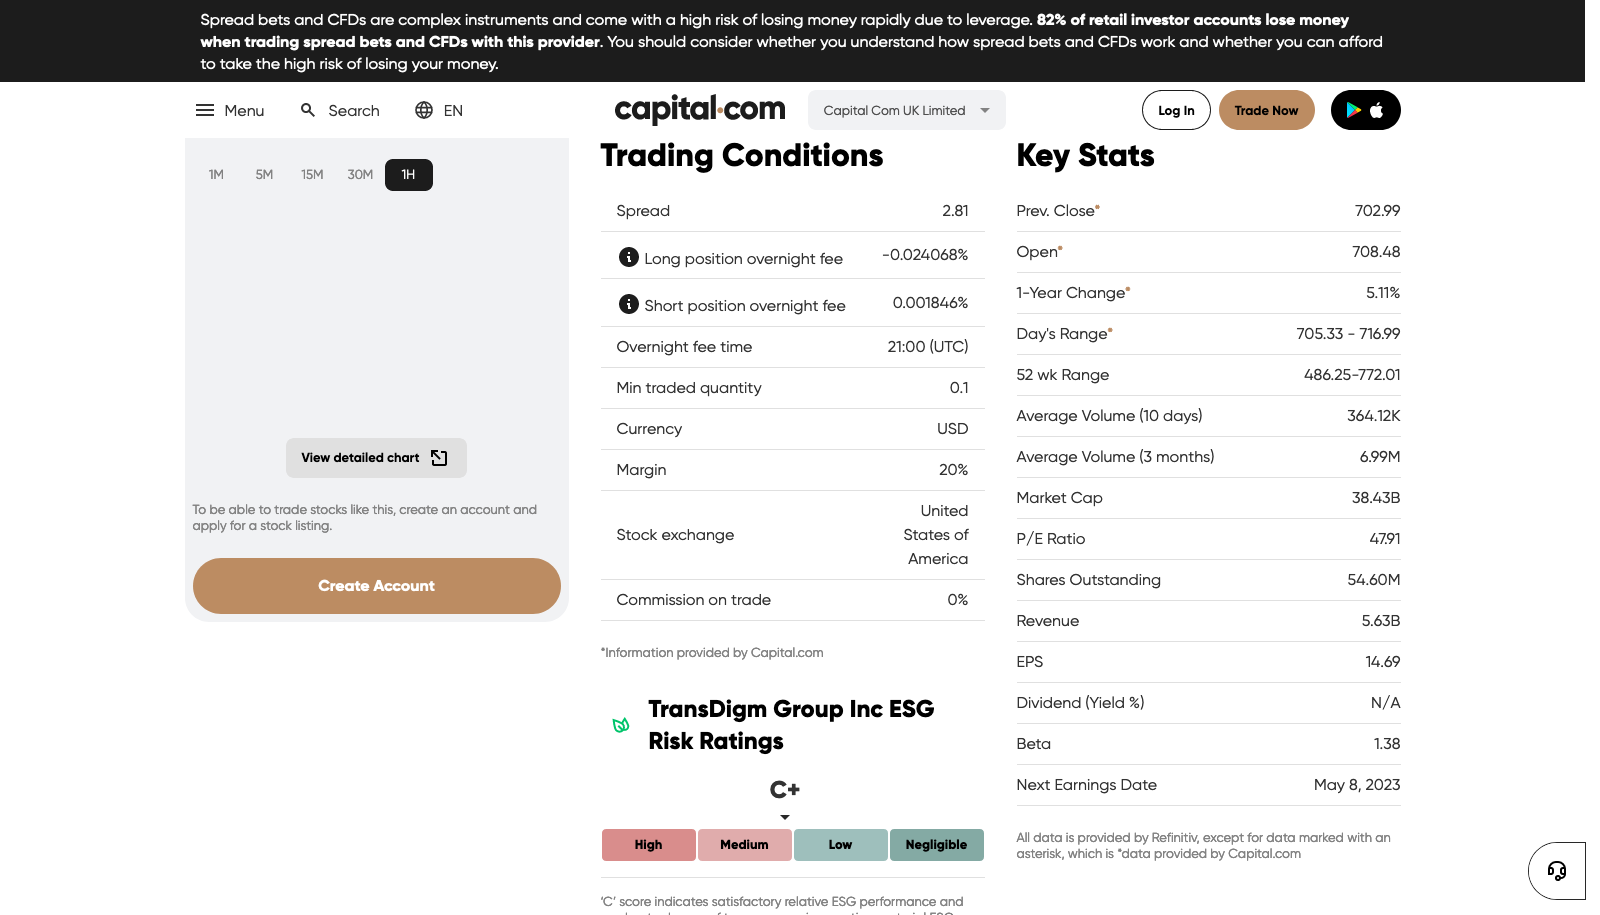 Spread bets and CFDs are complex instruments and come with a high risk of losing money rapidly due to leverage. 82% of retail investor accounts lose money
when trading spread bets and CFDs with this provider. You should consider whether you understand how spread bets and CFDs work and whether you can afford
to take the high risk of losing your money.
Menu
Search
EN
capital.com
Capital Com UK Limited
Log In
Trade Now
1M 5M 15M 30M 1H
View detailed chart
To be able to trade stocks like this, create an account and
apply for a stock listing.
Create Account
Trading Conditions
Spread 2.81
Long position overnight fee -0.024068%
Short position overnight fee 0.001846%
Overnight fee time 21:00 (UTC)
Min traded quantity 0.1
Currency USD
Margin 20%
Stock exchange United
States of
America
Commission on trade 0%
*Information provided by Capital.com
TransDigm Group Inc ESG
Risk Ratings
C+
High Medium Low Negligible
'C' score indicates satisfactory relative ESG performance and
Key Stats
Prev. Close* 702.99
Open* 708.48
1-Year Change* 5.11%
Day's Range* 705.33 - 716.99
52 wk Range 486.25-772.01
Average Volume (10 days) 364.12K
Average Volume (3 months) 6.99M
Market Cap 38.43B
P/E Ratio 47.91
Shares Outstanding 54.60M
Revenue 5.63B
EPS 14.69
Dividend (Yield %) N/A
Beta 1.38
Next Earnings Date May 8, 2023
All data is provided by Refinitiv, except for data marked with an
asterisk, which is *data provided by Capital.com